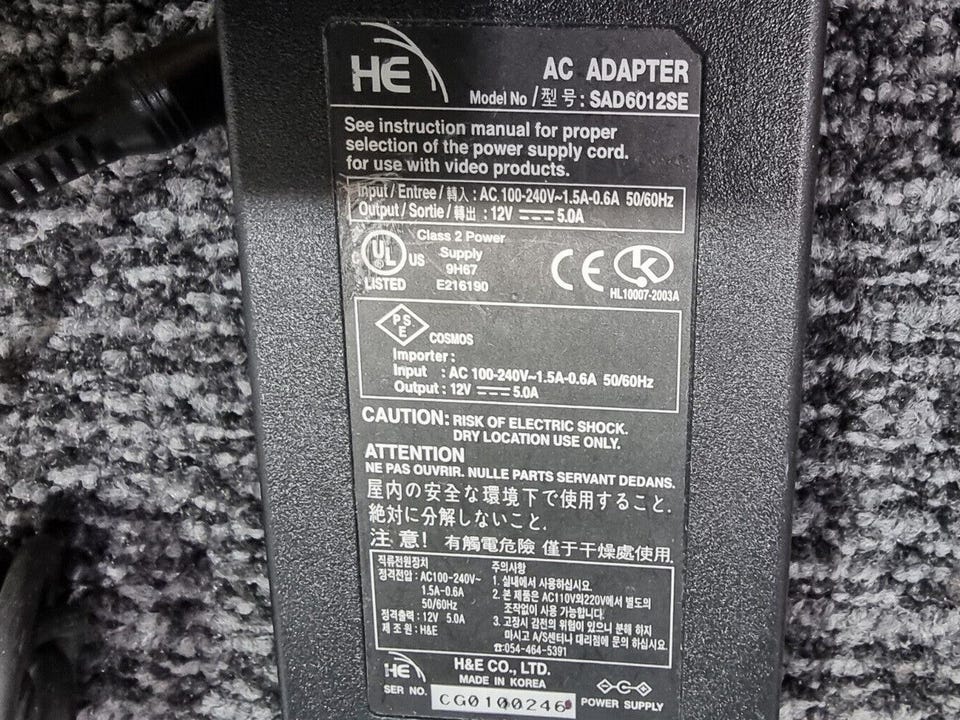 HE
AC ADAPTER
Model No / 型 号 : SAD6012SE
See instruction manual for proper
selection of the power supply cord.
for use with video products.
Input / Entree / 輸入 : AC 100-240V~1.5A-0.6A 50/60Hz
Output / Sortie / 輸出 : 12V 5.0A
Class 2 Power
Supply
9H67
E216190
C UL US
LISTED
CE
K
HL10007-2003A
PSE
COSMOS
Importer :
Input : AC 100-240V~1.5A-0.6A 50/60Hz
Output : 12V 5.0A
CAUTION: RISK OF ELECTRIC SHOCK.
DRY LOCATION USE ONLY.
ATTENTION
NE PAS OUVRIR. NULLE PARTS SERVANT DEDANS.
屋内の安全な環境下で使用すること.
絶対に分解しないこと.
注 意! 有觸電危險 僅于干燥處使用.
직류전원장치
정격전압 : AC100-240V~
1.5A-0.6A
50/60Hz
정격출력 : 12V 5.0A
제 조 원 : H&E
주의사항
1. 실내에서 사용하십시요.
2. 본 제품은 AC110V와220V에서 별도의
조작없이 사용 가능합니다.
3. 고장시 감전의 위험이 있으니 분해 하지
마시고 A/S센터나 대리점에 문의 하십시요.
☎:054-464-5391
HE
H&E CO., LTD.
MADE IN KOREA
SER NO. CG0100246
POWER SUPPLY